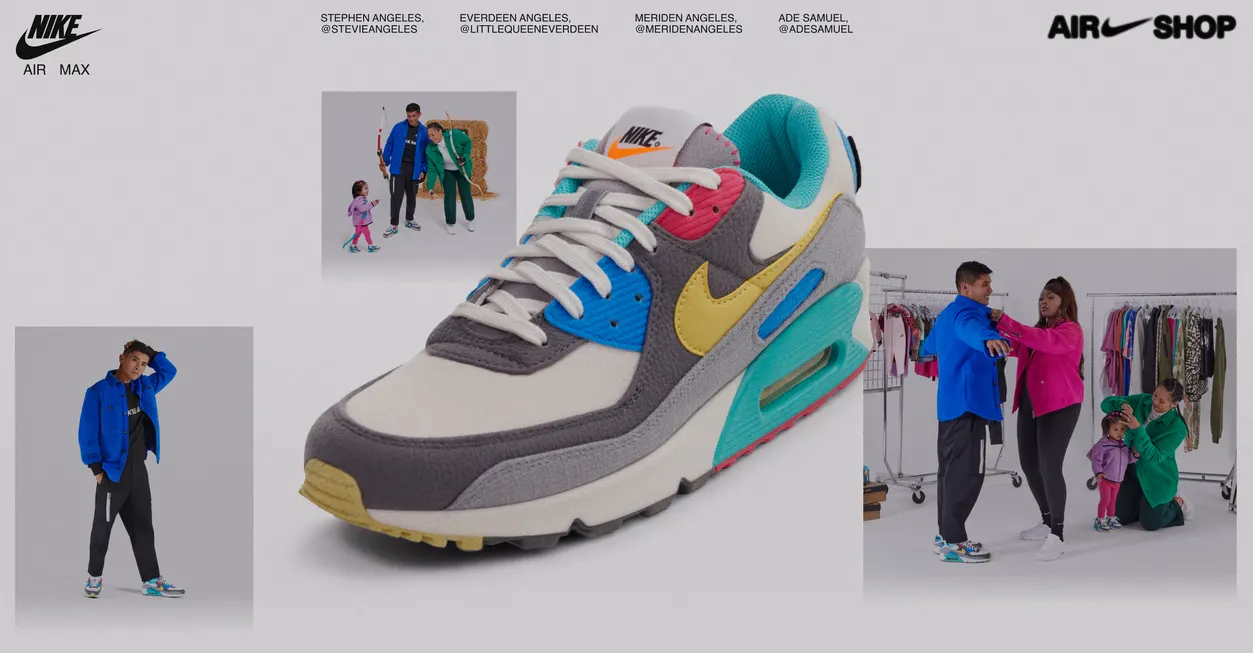 NIKE
AIR MAX
STEPHEN ANGELES,
@STEVIEANGELES
EVERDEEN ANGELES,
@LITTLEQUEENEVERDEEN
MERIDEN ANGELES,
@MERIDENANGELES
ADE SAMUEL,
@ADESAMUEL
AIR SHOP
NIKE